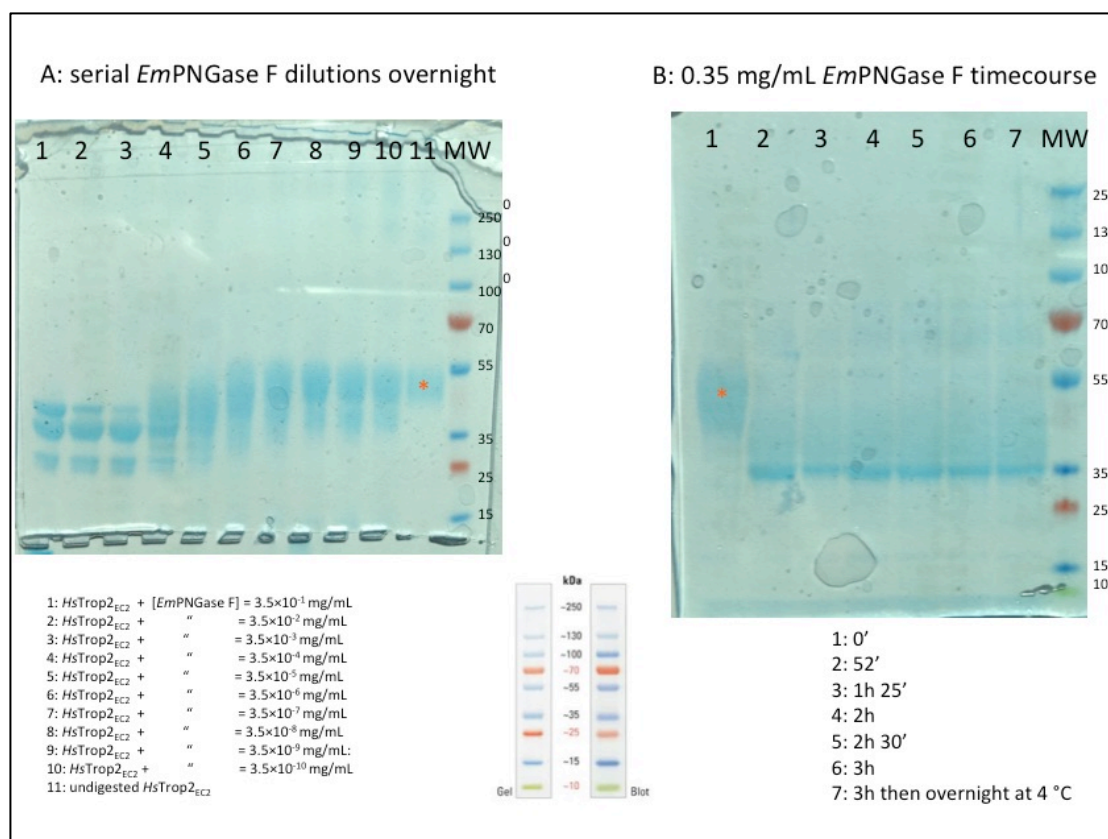 A: serial EmPNGase F dilutions overnight
1 2 3 4 5 6 7 8 9 10 11 MW
0
250
0
130
0
100
70
55
35
25
15
*
B: 0.35 mg/mL EmPNGase F timecourse
1 2 3 4 5 6 7 MW
25
13
10
70
55
35
25
15
10
*
1: HsTrop2EC2 + [EmPNGase F] = 3.5×10-1 mg/mL
2: HsTrop2EC2 + “ = 3.5×10-2 mg/mL
3: HsTrop2EC2 + “ = 3.5×10-3 mg/mL
4: HsTrop2EC2 + “ = 3.5×10-4 mg/mL
5: HsTrop2EC2 + “ = 3.5×10-5 mg/mL
6: HsTrop2EC2 + “ = 3.5×10-6 mg/mL
7: HsTrop2EC2 + “ = 3.5×10-7 mg/mL
8: HsTrop2EC2 + “ = 3.5×10-8 mg/mL
9: HsTrop2EC2 + “ = 3.5×10-9 mg/mL:
10: HsTrop2EC2 + “ = 3.5×10-10 mg/mL
11: undigested HsTrop2EC2
kDa
~250
~130
~100
~70
~55
~35
~25
~15
~10
Gel Blot
1: 0’
2: 52’
3: 1h 25’
4: 2h
5: 2h 30’
6: 3h
7: 3h then overnight at 4 °C